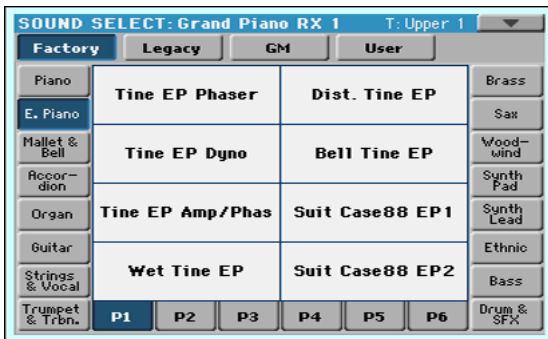 SOUND SELECT:Grand Piano RX 1 T:Upper 1
Factory Legacy GM User
Piano
E. Piano
Mallet &
Bell
Accor-
dion
Organ
Guitar
Strings
& Vocal
Trumpet
& Trbn.
Tine EP Phaser Dist. Tine EP
Tine EP Dyno Bell Tine EP
Tine EP Amp/Phas Suit Case88 EP1
Wet Tine EP Suit Case88 EP2
P1 P2 P3 P4 P5 P6
Brass
Sax
Wood-
wind
Synth
Pad
Synth
Lead
Ethnic
Bass
Drum &
SFX